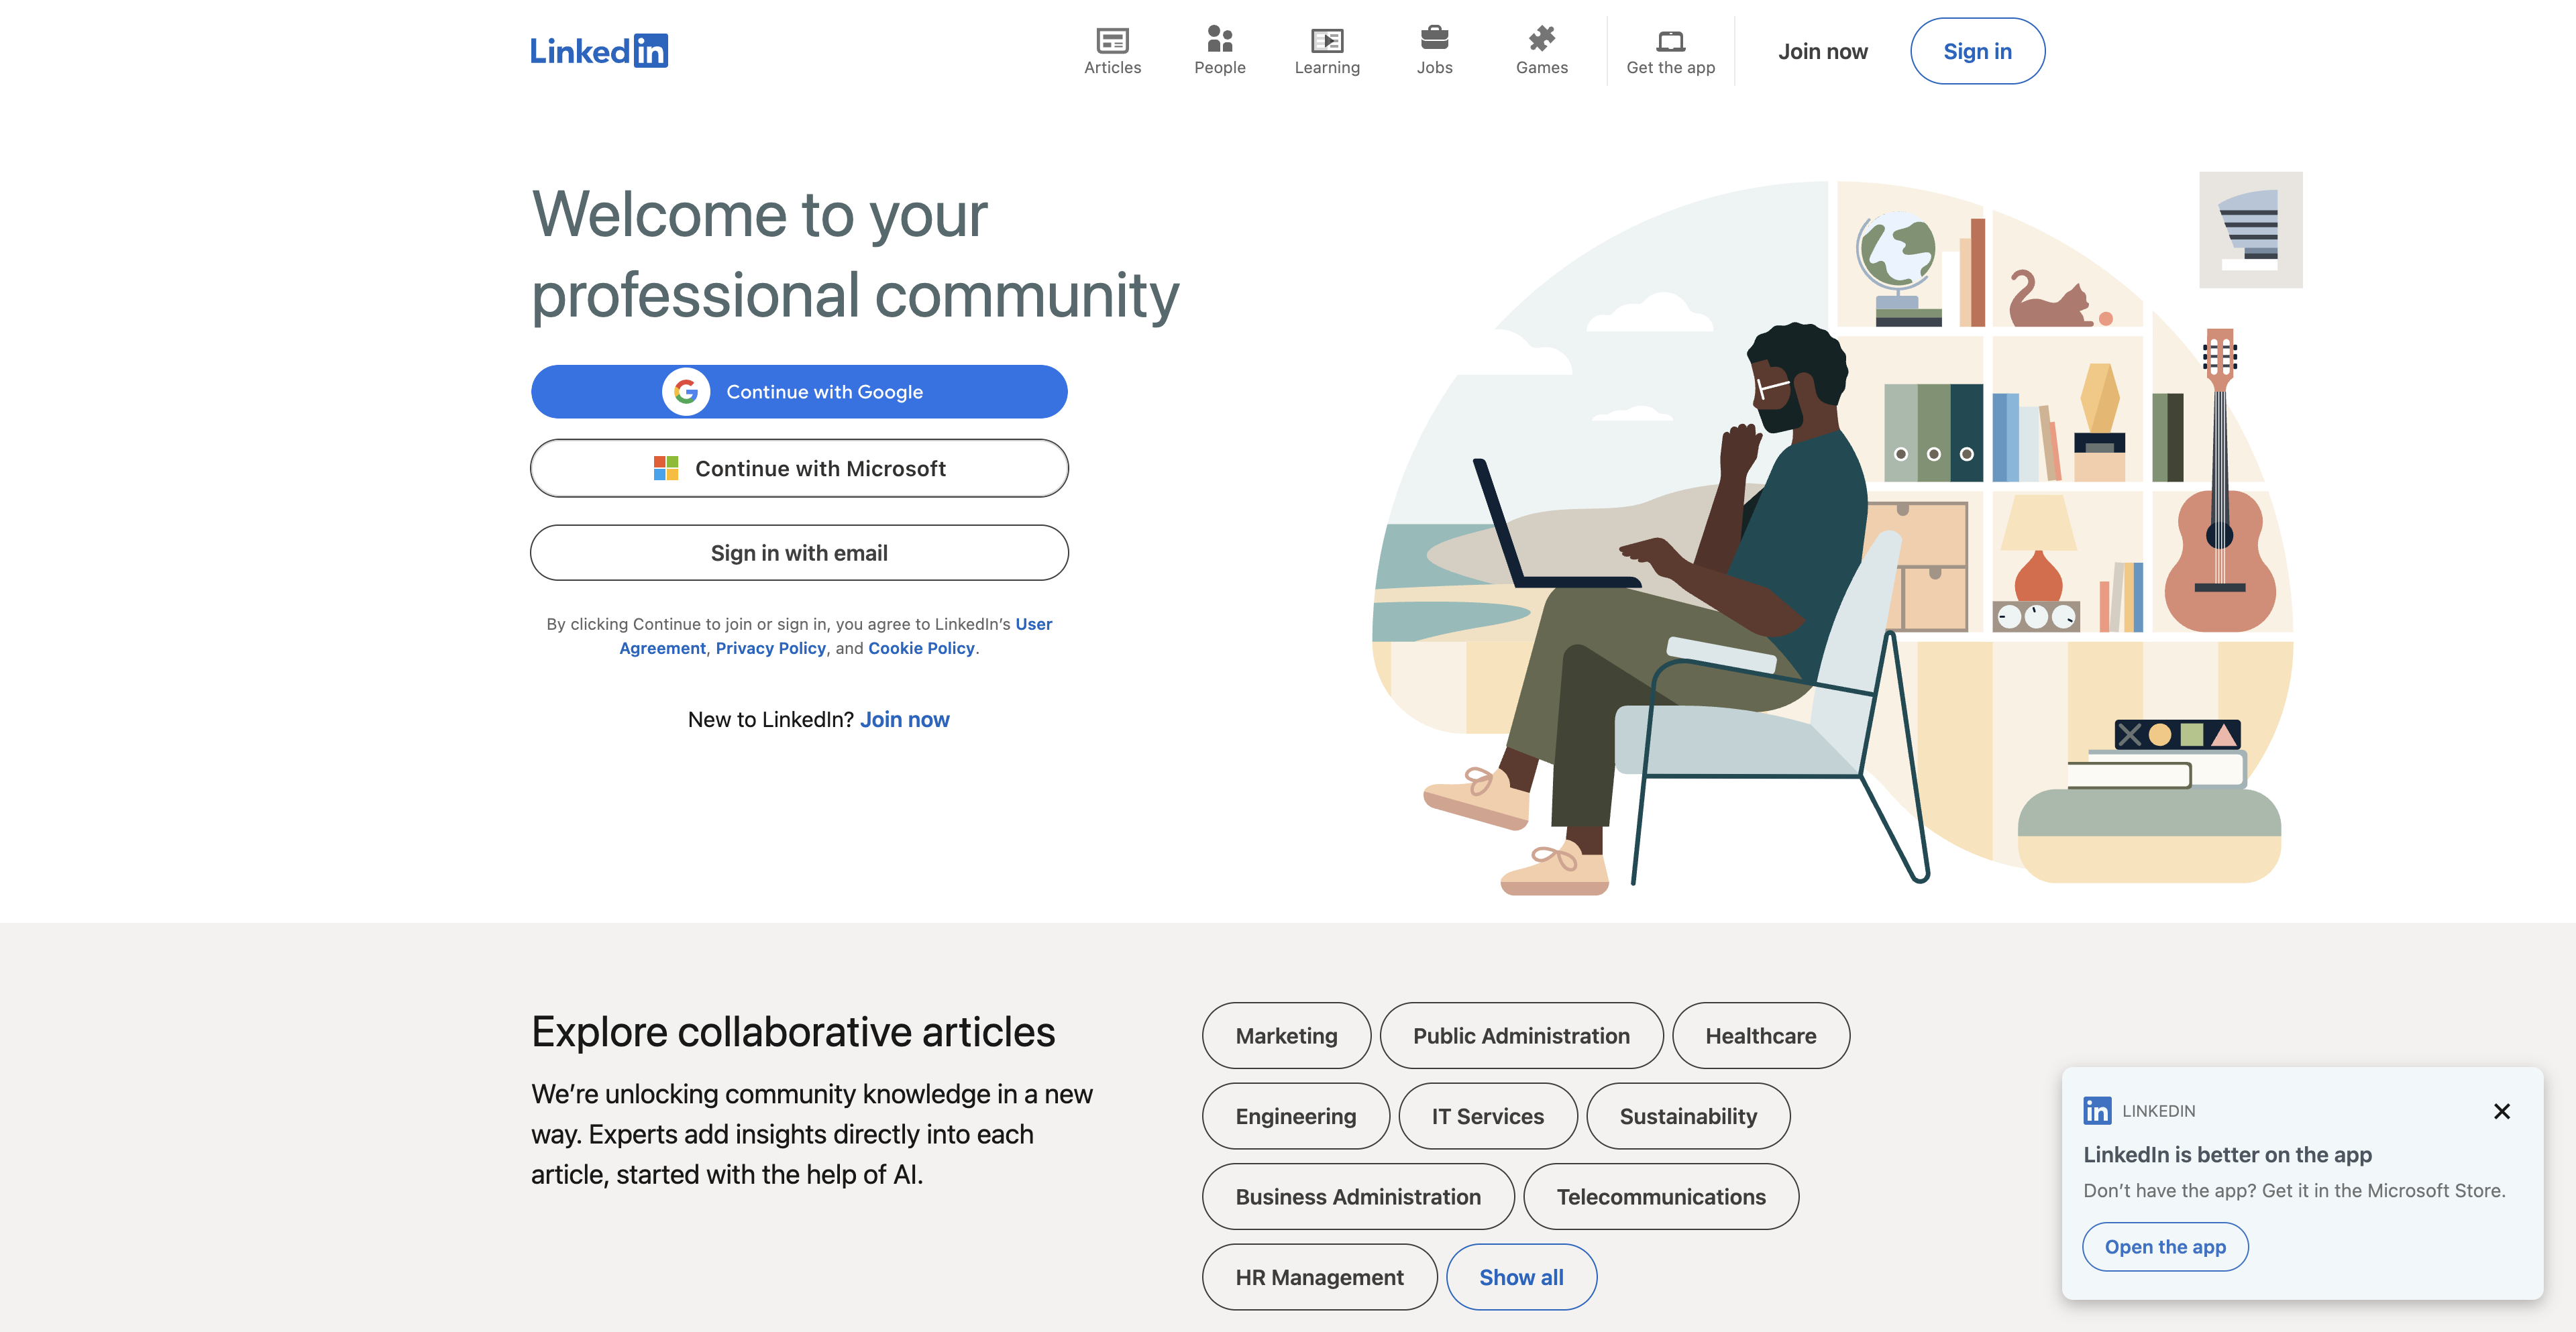 Linked in
Articles
People
Learning
Jobs
Games
Get the app
Join now
Sign in
Welcome to your
professional community
Continue with Google
Continue with Microsoft
Sign in with email
By clicking Continue to join or sign in, you agree to LinkedIn’s User
Agreement, Privacy Policy, and Cookie Policy.
New to LinkedIn? Join now
Explore collaborative articles
We’re unlocking community knowledge in a new
way. Experts add insights directly into each
article, started with the help of AI.
Marketing
Public Administration
Healthcare
Engineering
IT Services
Sustainability
Business Administration
Telecommunications
HR Management
Show all
in LINKEDIN
LinkedIn is better on the app
Don’t have the app? Get it in the Microsoft Store.
Open the app